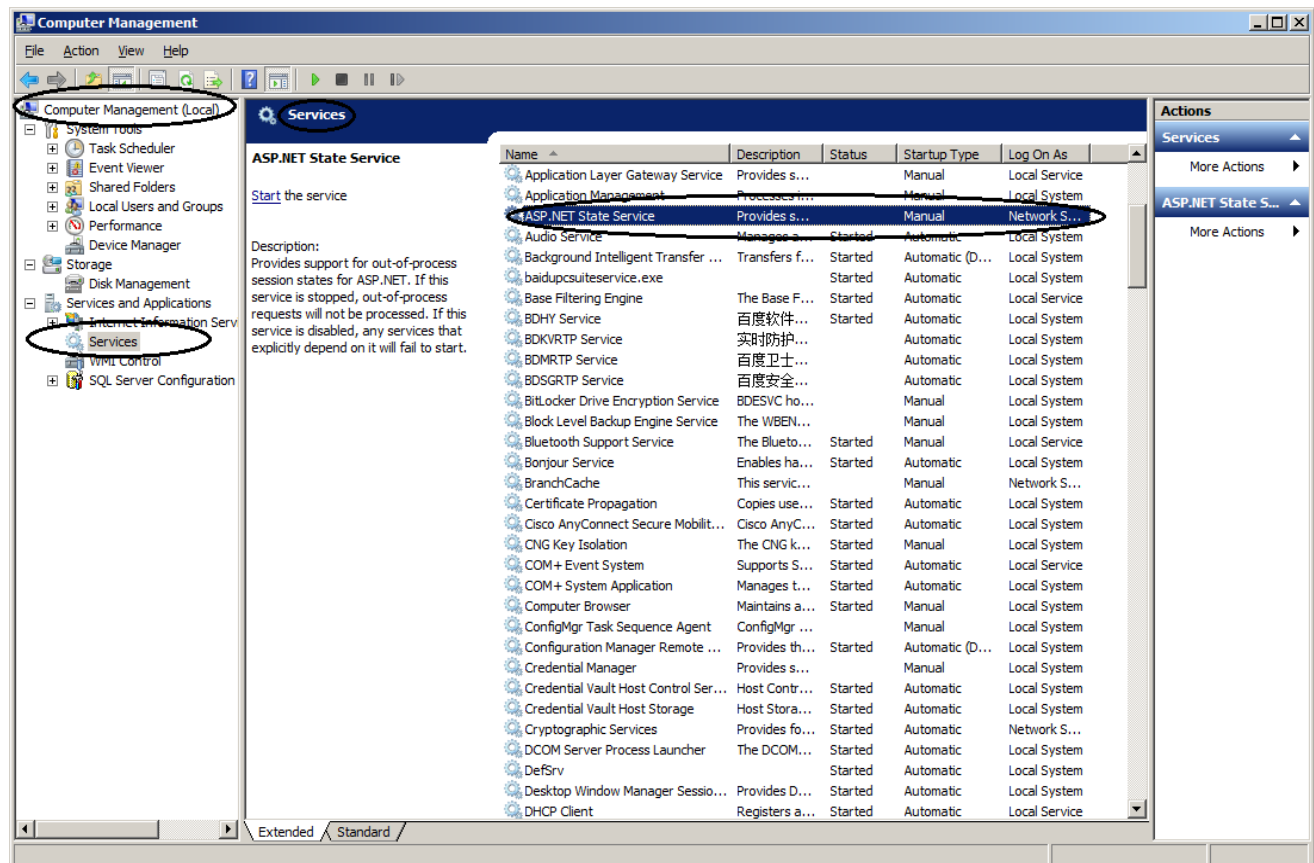 Computer Management
File Action View Help
Computer Management (Local)
System Tools
Task Scheduler
Event Viewer
Shared Folders
Local Users and Groups
Performance
Device Manager
Storage
Disk Management
Services and Applications
Internet Information Serv
Services
WMI Control
SQL Server Configuration
Services
ASP.NET State Service
Start the service
Description:
Provides support for out-of-process
session states for ASP.NET. If this
service is stopped, out-of-process
requests will not be processed. If this
service is disabled, any services that
explicitly depend on it will fail to start.
Name Description Status Startup Type Log On As
Application Layer Gateway Service Provides s... Manual Local Service
Application Management Processes i... Manual Local System
ASP.NET State Service Provides s... Manual Network S...
Audio Service Manages a... Started Automatic Local System
Background Intelligent Transfer ... Transfers f... Started Automatic (D... Local System
baidupcsuiteservice.exe Started Automatic Local System
Base Filtering Engine The Base F... Started Automatic Local Service
BDHY Service 百度软件... Started Automatic Local System
BDKVRTP Service 实时防护... Automatic Local System
BDMRTP Service 百度卫士... Automatic Local System
BDSGRTP Service 百度安全... Automatic Local System
BitLocker Drive Encryption Service BDESVC ho... Manual Local System
Block Level Backup Engine Service The WBEN... Manual Local System
Bluetooth Support Service The Blueto... Started Manual Local Service
Bonjour Service Enables ha... Started Automatic Local System
BranchCache This servic... Manual Network S...
Certificate Propagation Copies use... Started Automatic Local System
Cisco AnyConnect Secure Mobilit... Cisco AnyC... Started Automatic Local System
CNG Key Isolation The CNG k... Started Manual Local System
COM+ Event System Supports S... Started Automatic Local Service
COM+ System Application Manages t... Started Automatic Local System
Computer Browser Maintains a... Started Manual Local System
ConfigMgr Task Sequence Agent ConfigMgr ... Manual Local System
Configuration Manager Remote ... Provides th... Started Automatic (D... Local System
Credential Manager Provides s... Manual Local System
Credential Vault Host Control Ser... Host Contr... Started Automatic Local System
Credential Vault Host Storage Host Stora... Started Automatic Local System
Cryptographic Services Provides fo... Started Automatic Network S...
DCOM Server Process Launcher The DCOM... Started Automatic Local System
DefSrv Started Automatic Local System
Desktop Window Manager Sessio... Provides D... Started Automatic Local System
DHCP Client Registers a... Started Automatic Local Service
Extended Standard
Actions
Services
More Actions
ASP.NET State S...
More Actions